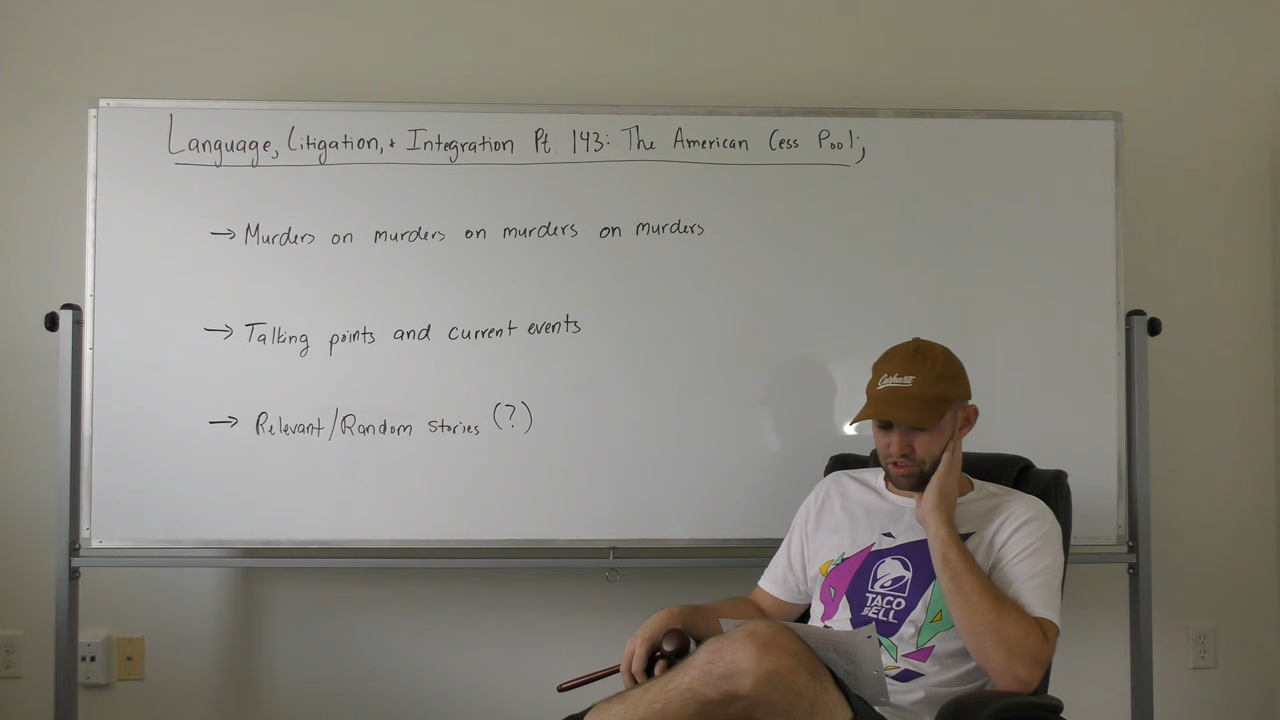 Language, Litigation, + Integration Pt. 143: The American Cess Pool;
→ Murders on murders on murders on murders
→ Talking points and current events
→ Relevant/Random stories (?)
Carhartt
TACO
BELL